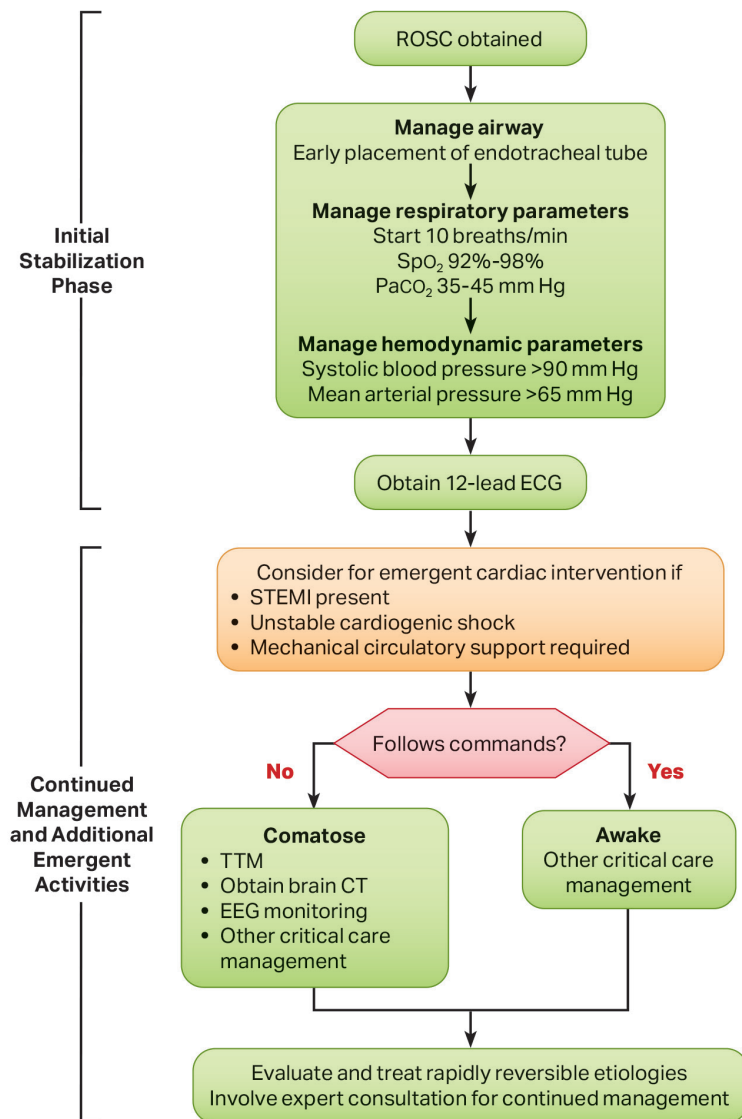 ROSC obtained
Manage airway
Early placement of endotracheal tube
Manage respiratory parameters
Start 10 breaths/min
SpO₂ 92%-98%
PaCO₂ 35-45 mm Hg
Manage hemodynamic parameters
Systolic blood pressure >90 mm Hg
Mean arterial pressure >65 mm Hg
Initial
Stabilization
Phase
Obtain 12-lead ECG
Consider for emergent cardiac intervention if
• STEMI present
• Unstable cardiogenic shock
• Mechanical circulatory support required
Follows commands?
No
Yes
Continued
Management
and Additional
Emergent
Activities
Comatose
• TTM
• Obtain brain CT
• EEG monitoring
• Other critical care
management
Awake
Other critical care
management
Evaluate and treat rapidly reversible etiologies
Involve expert consultation for continued management